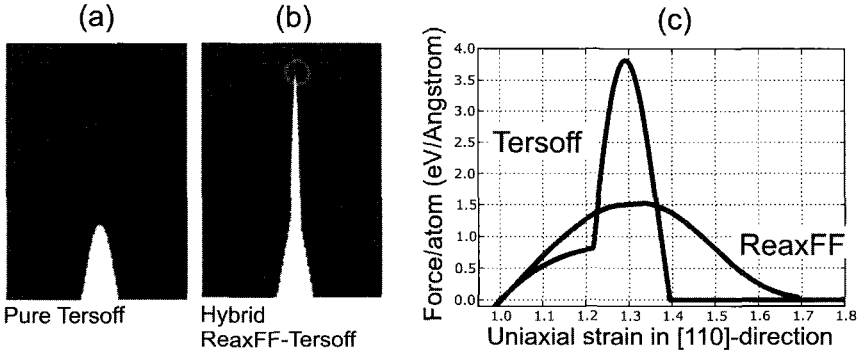 (a)
(b)
(c)
Pure Tersoff
Hybrid
ReaxFF-Tersoff
Force/atom (eV/Angstrom)
4.0
3.5
3.0
2.5
2.0
1.5
1.0
0.5
0.0
Tersoff
ReaxFF
1.0 1.1 1.2 1.3 1.4 1.5 1.6 1.7 1.8
Uniaxial strain in [110]-direction